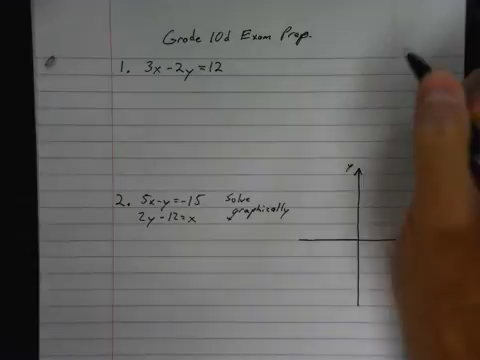 Grade 10d Exam Prep.
1. 3x - 2y = 12
y
2. 5x - y = -15 Solve
2y - 12 = x graphically